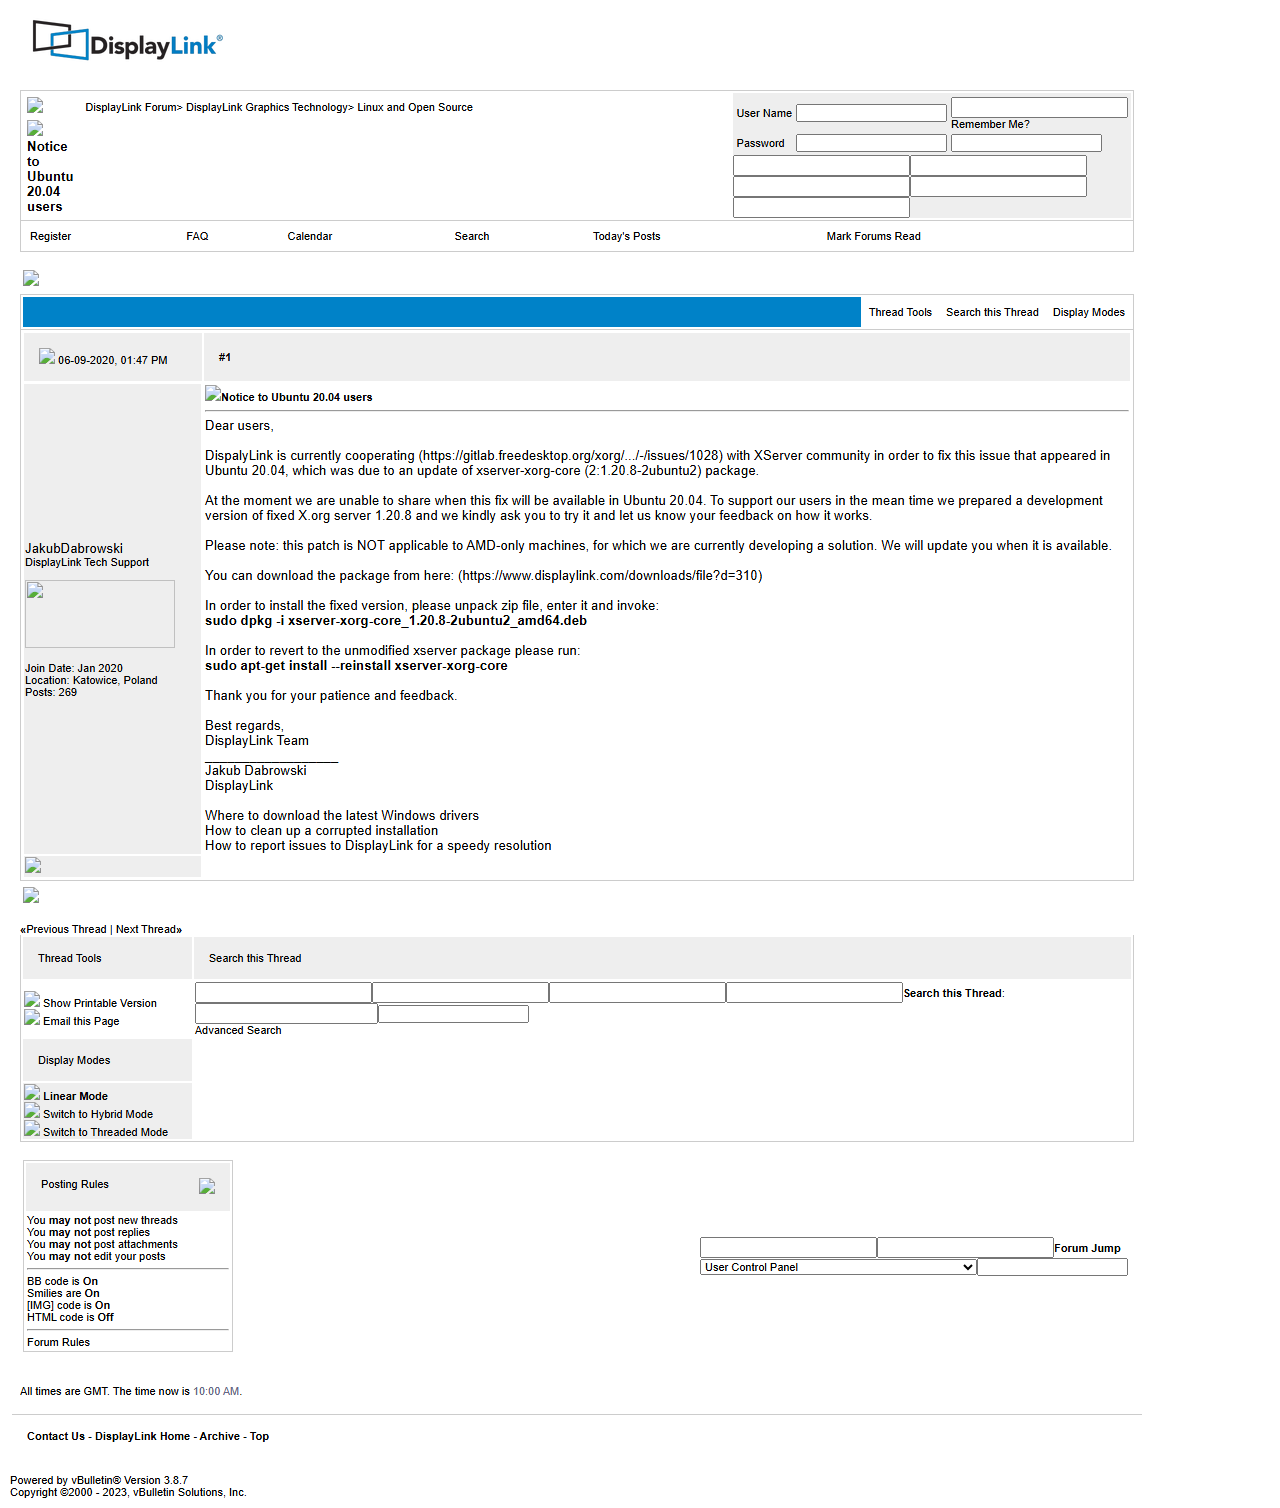 DisplayLink®
DisplayLink Forum> DisplayLink Graphics Technology> Linux and Open Source
User Name
Remember Me?
Password
Notice
to
Ubuntu
20.04
users
Register FAQ Calendar Search Today's Posts Mark Forums Read
Thread Tools Search this Thread Display Modes
06-09-2020, 01:47 PM #1
JakubDabrowski
DisplayLink Tech Support
Join Date: Jan 2020
Location: Katowice, Poland
Posts: 269
Notice to Ubuntu 20.04 users
Dear users,
DispalyLink is currently cooperating (https://gitlab.freedesktop.org/xorg/.../-/issues/1028) with XServer community in order to fix this issue that appeared in
Ubuntu 20.04, which was due to an update of xserver-xorg-core (2:1.20.8-2ubuntu2) package.
At the moment we are unable to share when this fix will be available in Ubuntu 20.04. To support our users in the mean time we prepared a development
version of fixed X.org server 1.20.8 and we kindly ask you to try it and let us know your feedback on how it works.
Please note: this patch is NOT applicable to AMD-only machines, for which we are currently developing a solution. We will update you when it is available.
You can download the package from here: (https://www.displaylink.com/downloads/file?d=310)
In order to install the fixed version, please unpack zip file, enter it and invoke:
sudo dpkg -i xserver-xorg-core_1.20.8-2ubuntu2_amd64.deb
In order to revert to the unmodified xserver package please run:
sudo apt-get install --reinstall xserver-xorg-core
Thank you for your patience and feedback.
Best regards,
DisplayLink Team
__________________
Jakub Dabrowski
DisplayLink
Where to download the latest Windows drivers
How to clean up a corrupted installation
How to report issues to DisplayLink for a speedy resolution
«Previous Thread | Next Thread»
Thread Tools Search this Thread
Show Printable Version
Email this Page
Search this Thread:
Advanced Search
Display Modes
Linear Mode
Switch to Hybrid Mode
Switch to Threaded Mode
Posting Rules
You may not post new threads
You may not post replies
You may not post attachments
You may not edit your posts
BB code is On
Smilies are On
[IMG] code is On
HTML code is Off
Forum Rules
Forum Jump
User Control Panel
All times are GMT. The time now is 10:00 AM.
Contact Us - DisplayLink Home - Archive - Top
Powered by vBulletin® Version 3.8.7
Copyright ©2000 - 2023, vBulletin Solutions, Inc.